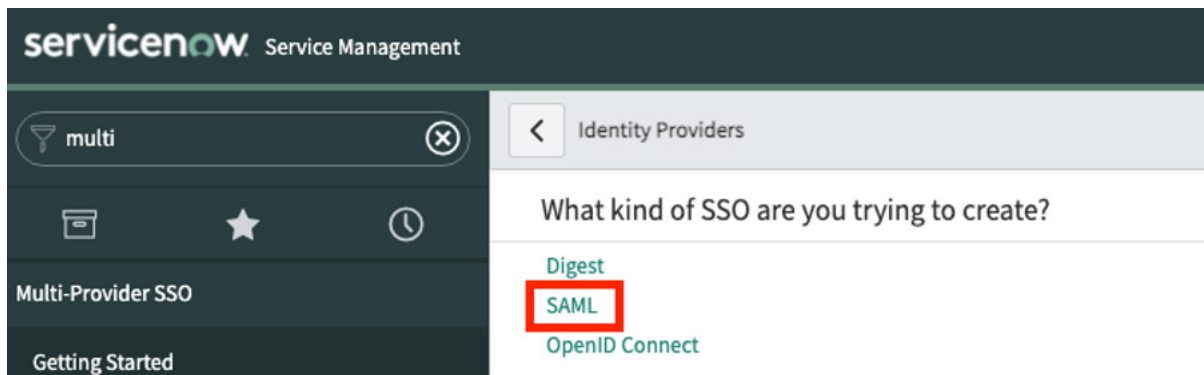 servicenow. Service Management
multi
Identity Providers
What kind of SSO are you trying to create?
Digest
SAML
OpenID Connect
Multi-Provider SSO
Getting Started